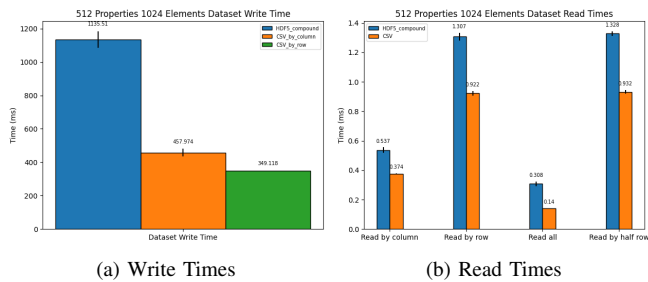 512 Properties 1024 Elements Dataset Write Time
1135.51
HDF5_compound
CSV_by_column
CSV_by_row
1200
1000
800
600
400
200
0
Time (ms)
457.974
349.118
Dataset Write Time
(a) Write Times
512 Properties 1024 Elements Dataset Read Times
HDF5_compound
CSV
1.4
1.2
1.0
0.8
0.6
0.4
0.2
0.0
Time (ms)
0.537
0.374
1.307
0.922
0.308
0.14
1.328
0.932
Read by column
Read by row
Read all
Read by half row
(b) Read Times